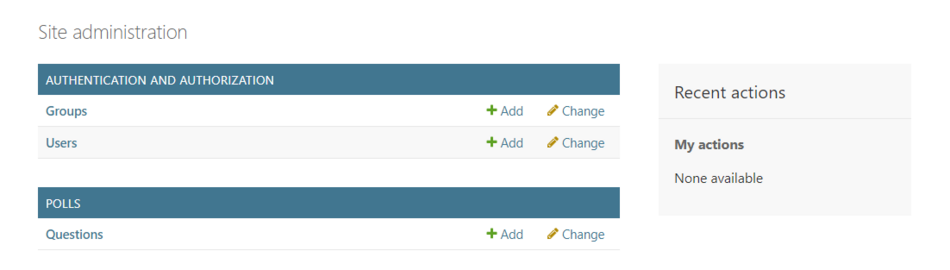 Site administration
AUTHENTICATION AND AUTHORIZATION
Groups Add Change
Users Add Change
POLLS
Questions Add Change
Recent actions
My actions
None available